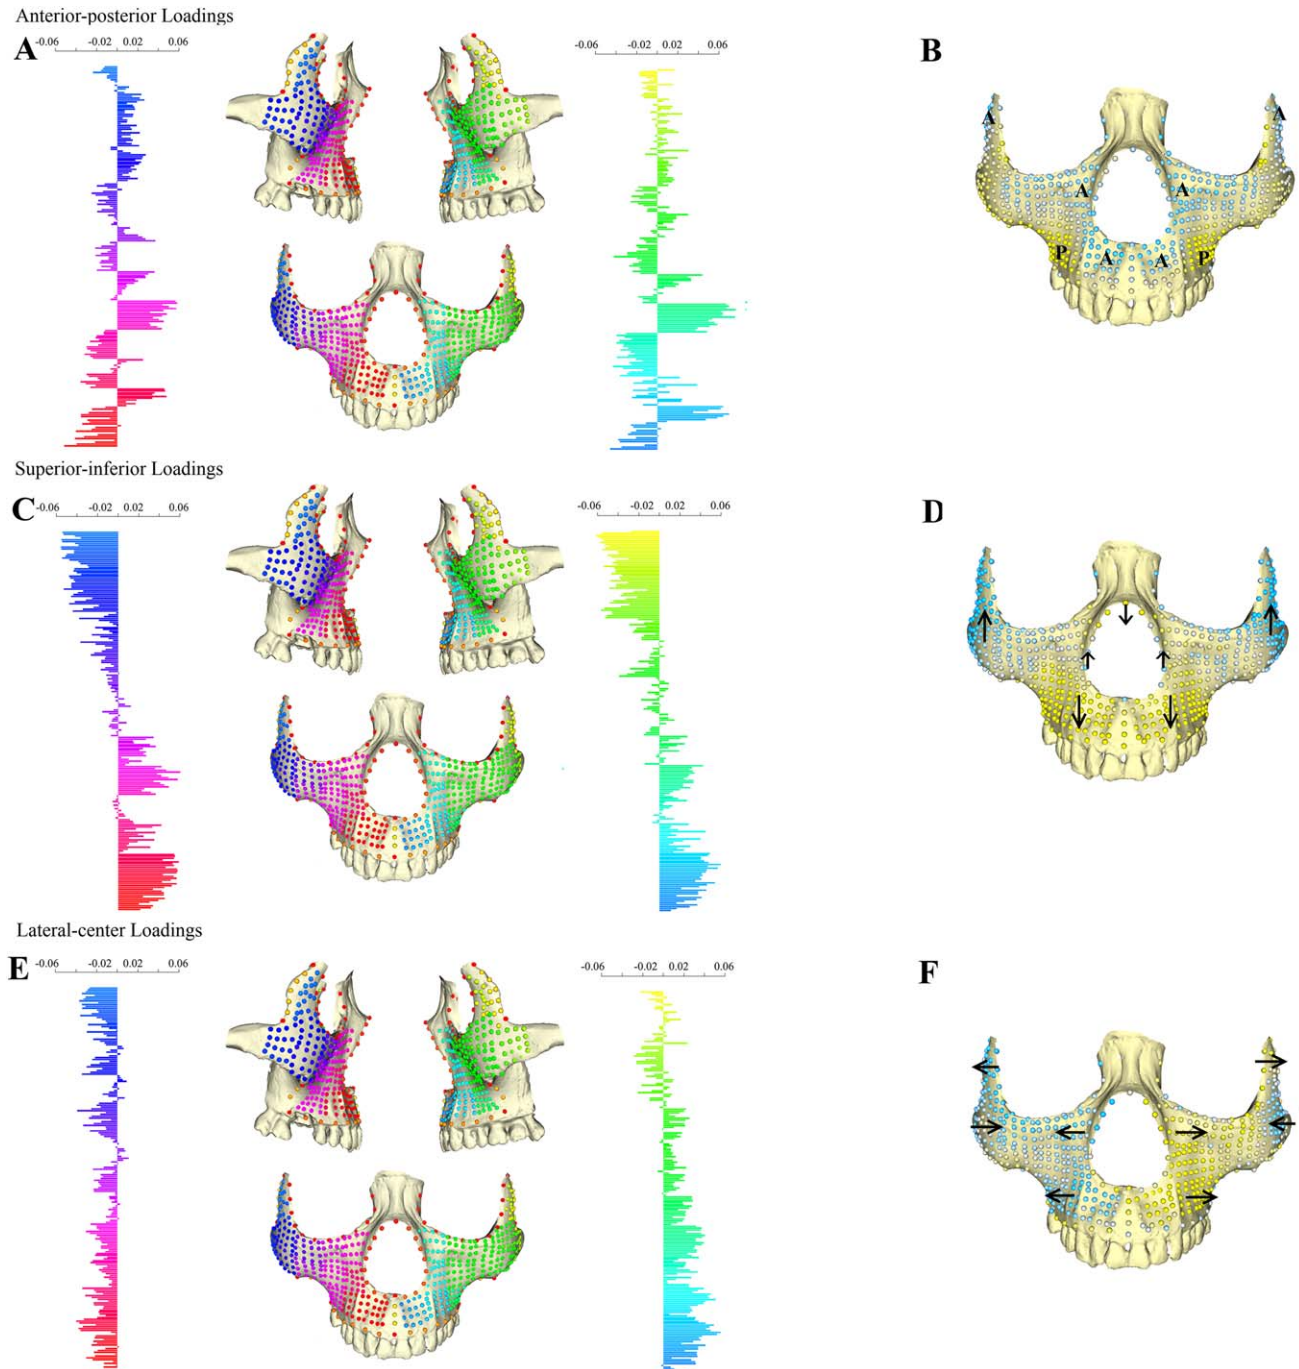 Anterior-posterior Loadings
A -0.06 -0.02 0.02 0.06 -0.06 -0.02 0.02 0.06 B
A A
A A
P A A P
Superior-inferior Loadings
C -0.06 -0.02 0.02 0.06 -0.06 -0.02 0.02 0.06 D
Lateral-center Loadings
E -0.06 -0.02 0.02 0.06 -0.06 -0.02 0.02 0.06 F